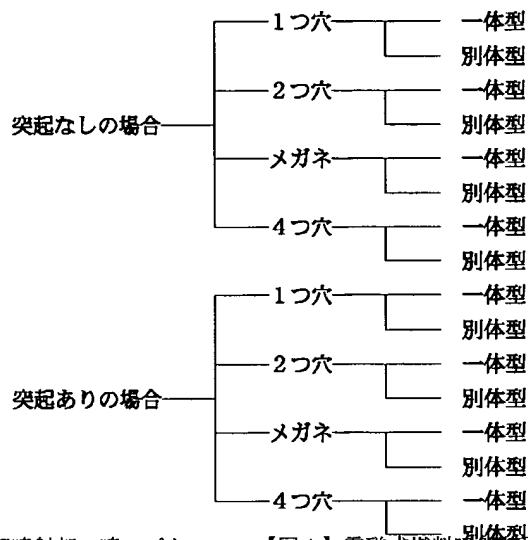 1つ穴 一体型
別体型
2つ穴 一体型
別体型
突起なしの場合
メガネ 一体型
別体型
4つ穴 一体型
別体型
1つ穴 一体型
別体型
2つ穴 一体型
別体型
突起ありの場合
メガネ 一体型
別体型
4つ穴 一体型
別体型